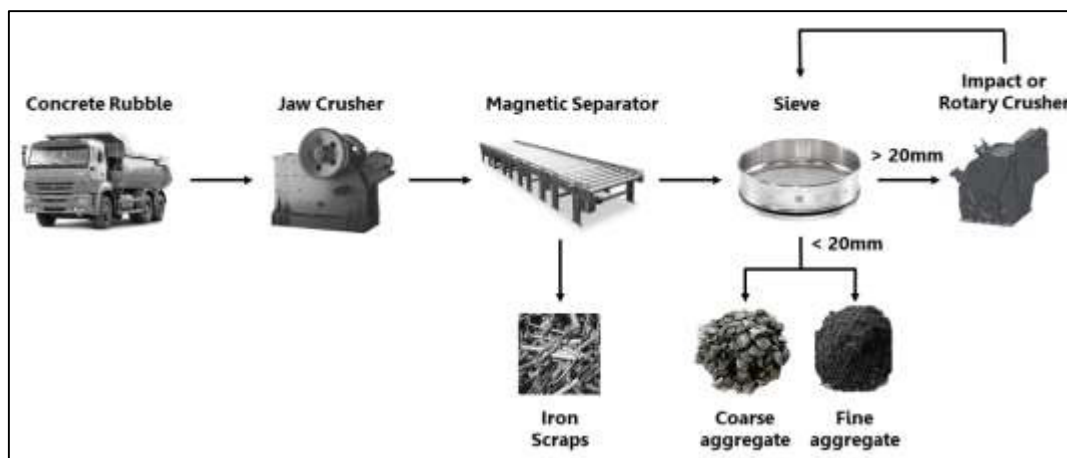 Concrete Rubble
Jaw Crusher
Magnetic Separator
Sieve
Impact or
Rotary Crusher
> 20mm
< 20mm
Iron
Scraps
Coarse
aggregate
Fine
aggregate